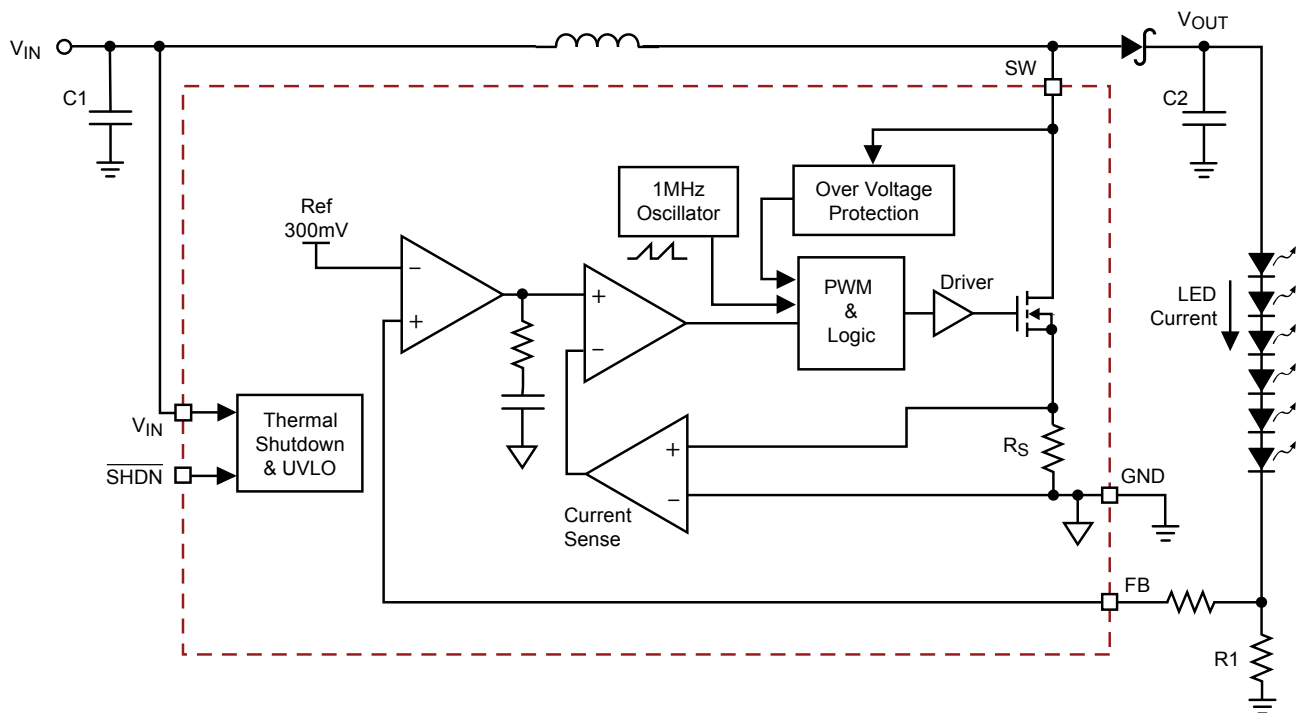 VIN
VOUT
SW
C1
C2
Ref
300mV
1MHz
Oscillator
Over Voltage
Protection
−
+
+
−
PWM
&
Logic
Driver
LED
Current
VIN
SHDN
Thermal
Shutdown
& UVLO
+
−
Current
Sense
RS
GND
FB
R1